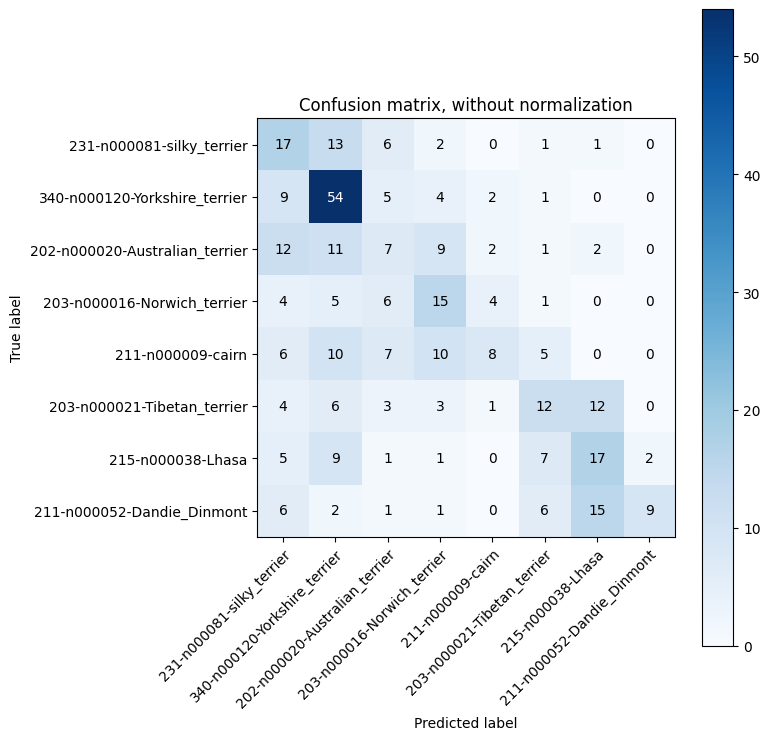 Confusion matrix, without normalization
True label
231-n000081-silky_terrier 17 13 6 2 0 1 1 0
340-n000120-Yorkshire_terrier 9 54 5 4 2 1 0 0
202-n000020-Australian_terrier 12 11 7 9 2 1 2 0
203-n000016-Norwich_terrier 4 5 6 15 4 1 0 0
211-n000009-cairn 6 10 7 10 8 5 0 0
203-n000021-Tibetan_terrier 4 6 3 3 1 12 12 0
215-n000038-Lhasa 5 9 1 1 0 7 17 2
211-n000052-Dandie_Dinmont 6 2 1 1 0 6 15 9
231-n000081-silky_terrier
340-n000120-Yorkshire_terrier
202-n000020-Australian_terrier
203-n000016-Norwich_terrier
211-n000009-cairn
203-n000021-Tibetan_terrier
215-n000038-Lhasa
211-n000052-Dandie_Dinmont
Predicted label
50
40
30
20
10
0